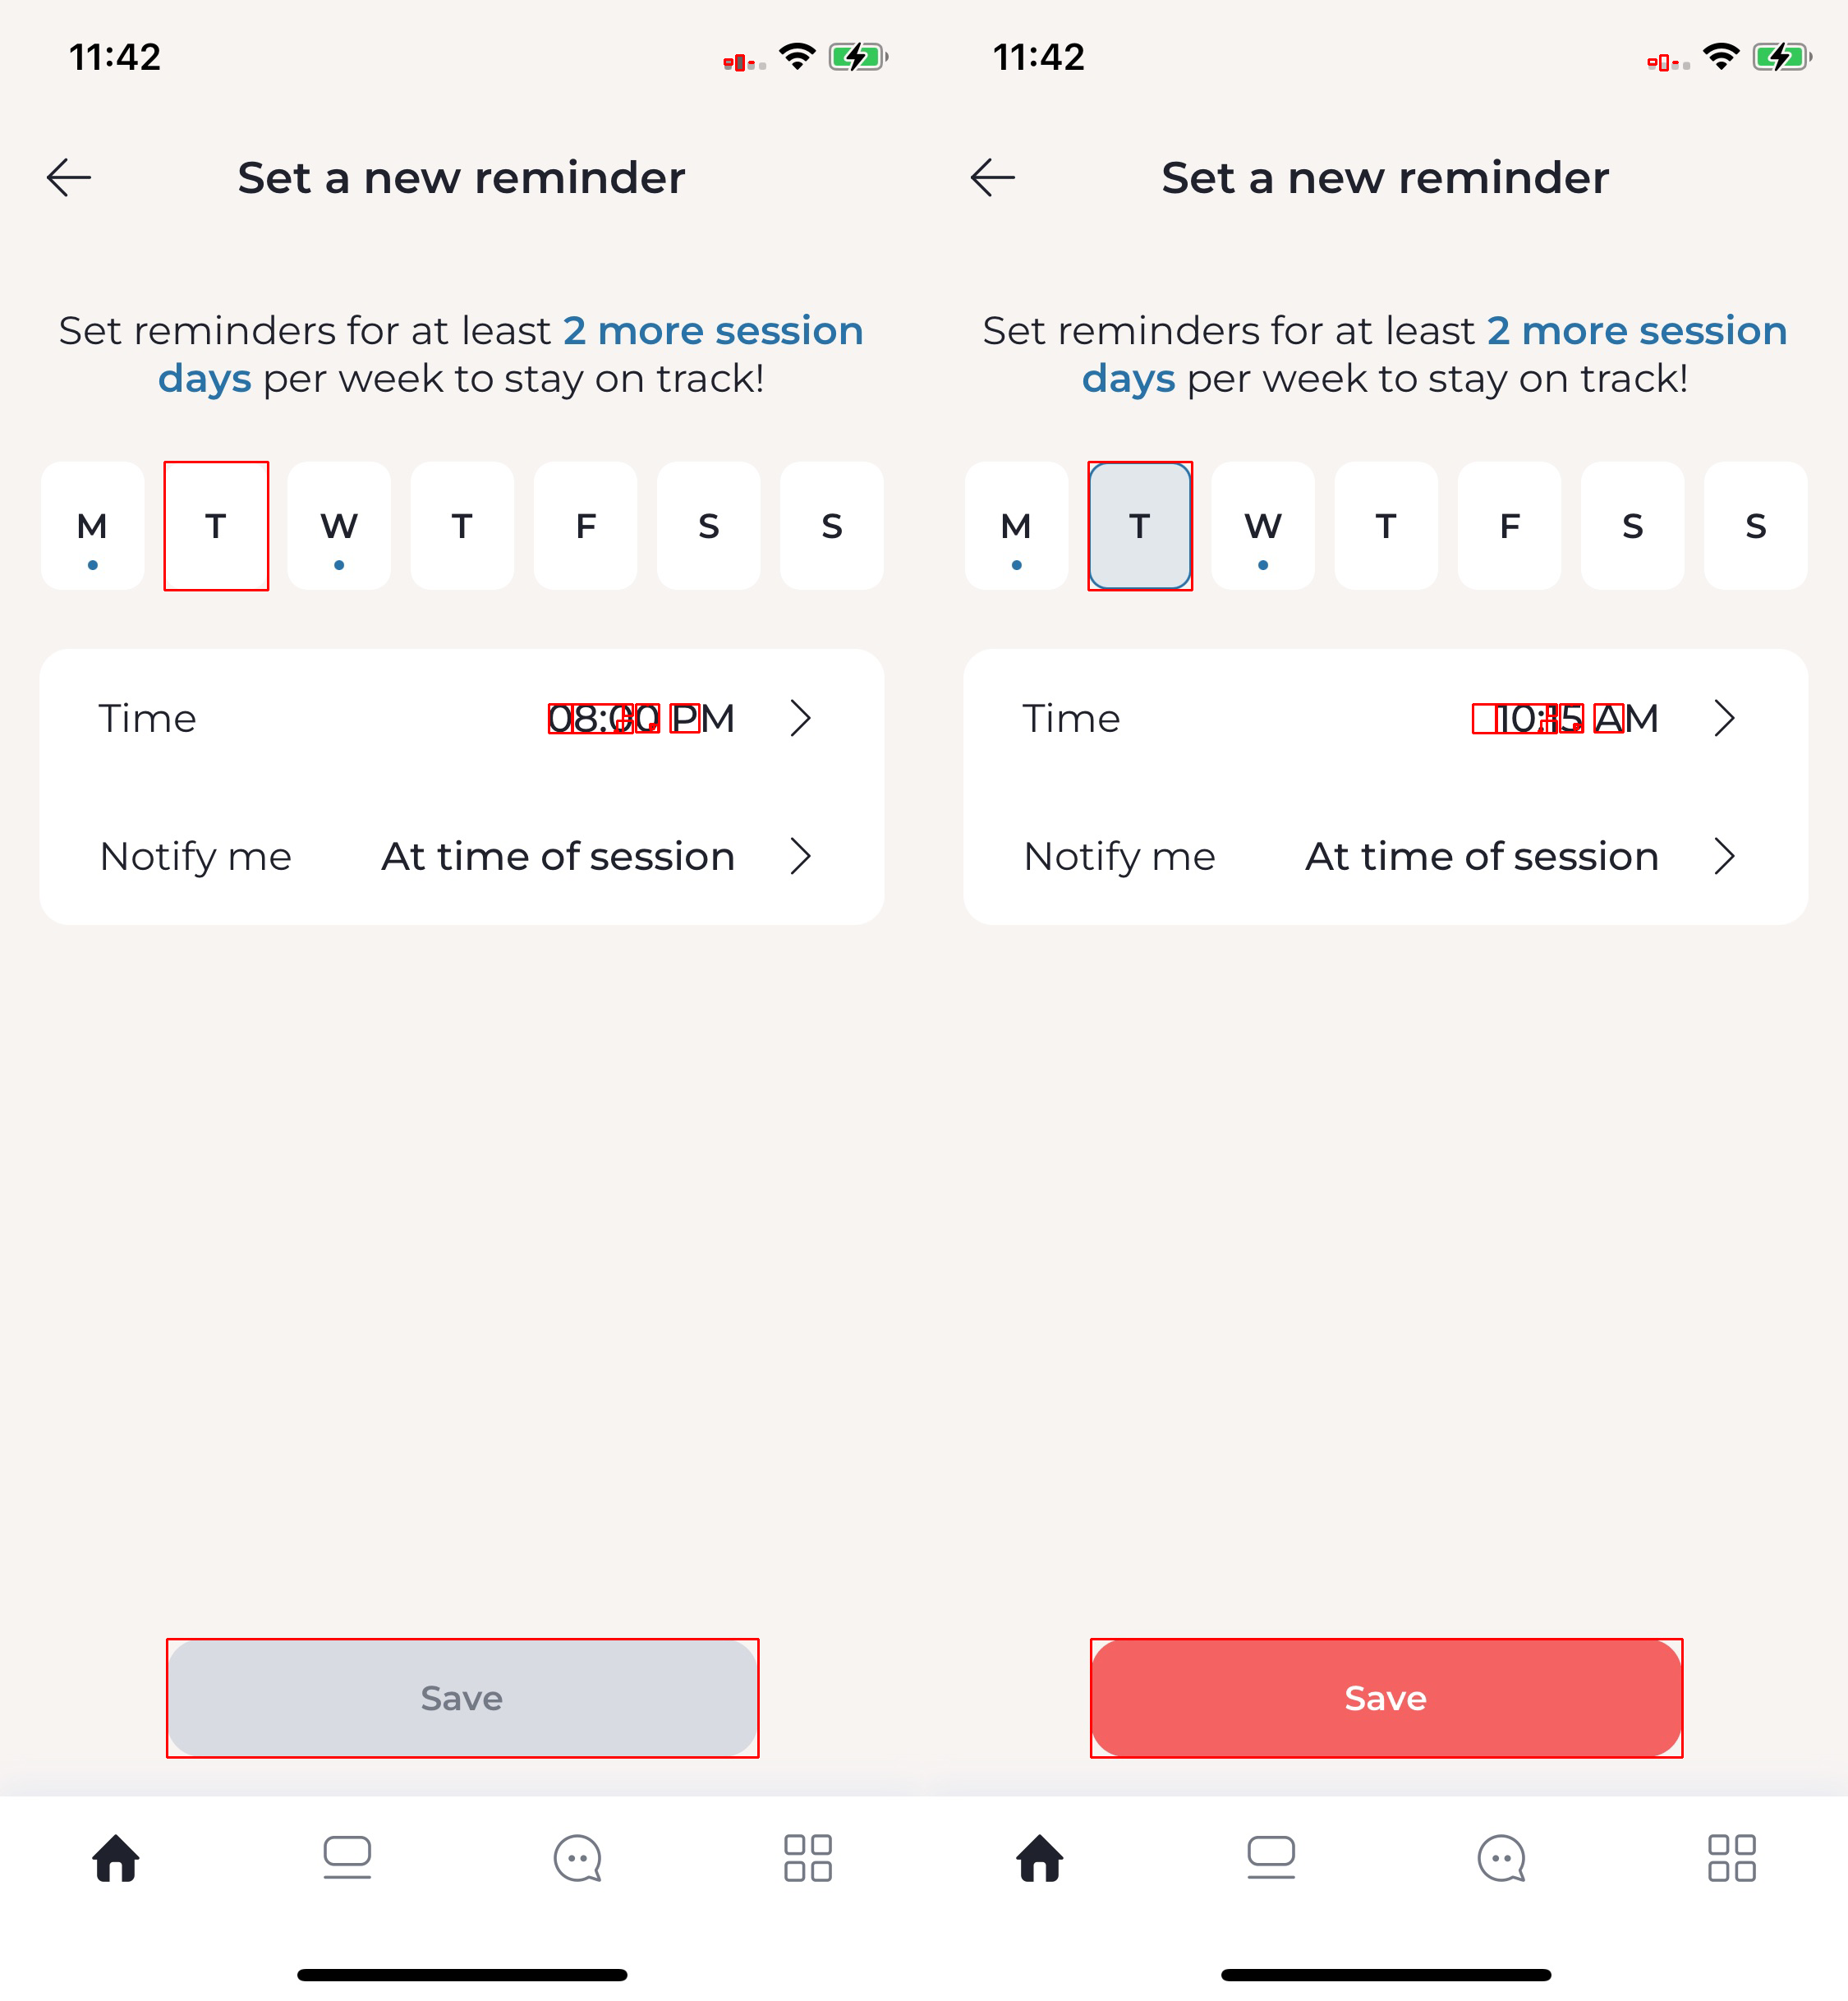 11:42
Set a new reminder
Set reminders for at least 2 more session
days per week to stay on track!
M T W T F S S
Time 08:00 PM
Notify me At time of session
Save
11:42
Set a new reminder
Set reminders for at least 2 more session
days per week to stay on track!
M T W T F S S
Time 10:15 AM
Notify me At time of session
Save